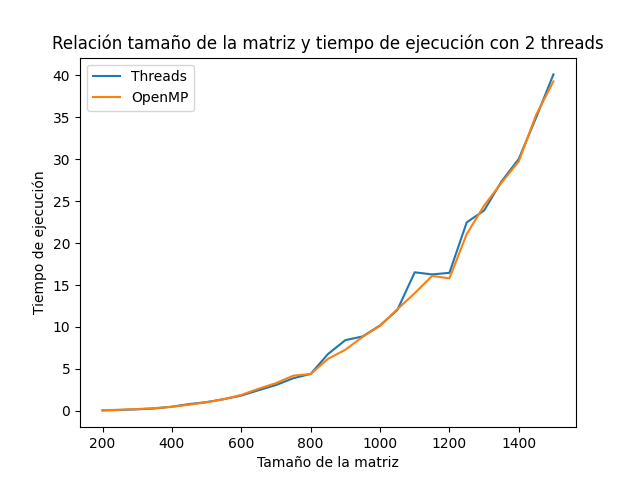 Relación tamaño de la matriz y tiempo de ejecución con 2 threads
Threads
OpenMP
Tiempo de ejecución
40
35
30
25
20
15
10
5
0
200 400 600 800 1000 1200 1400
Tamaño de la matriz